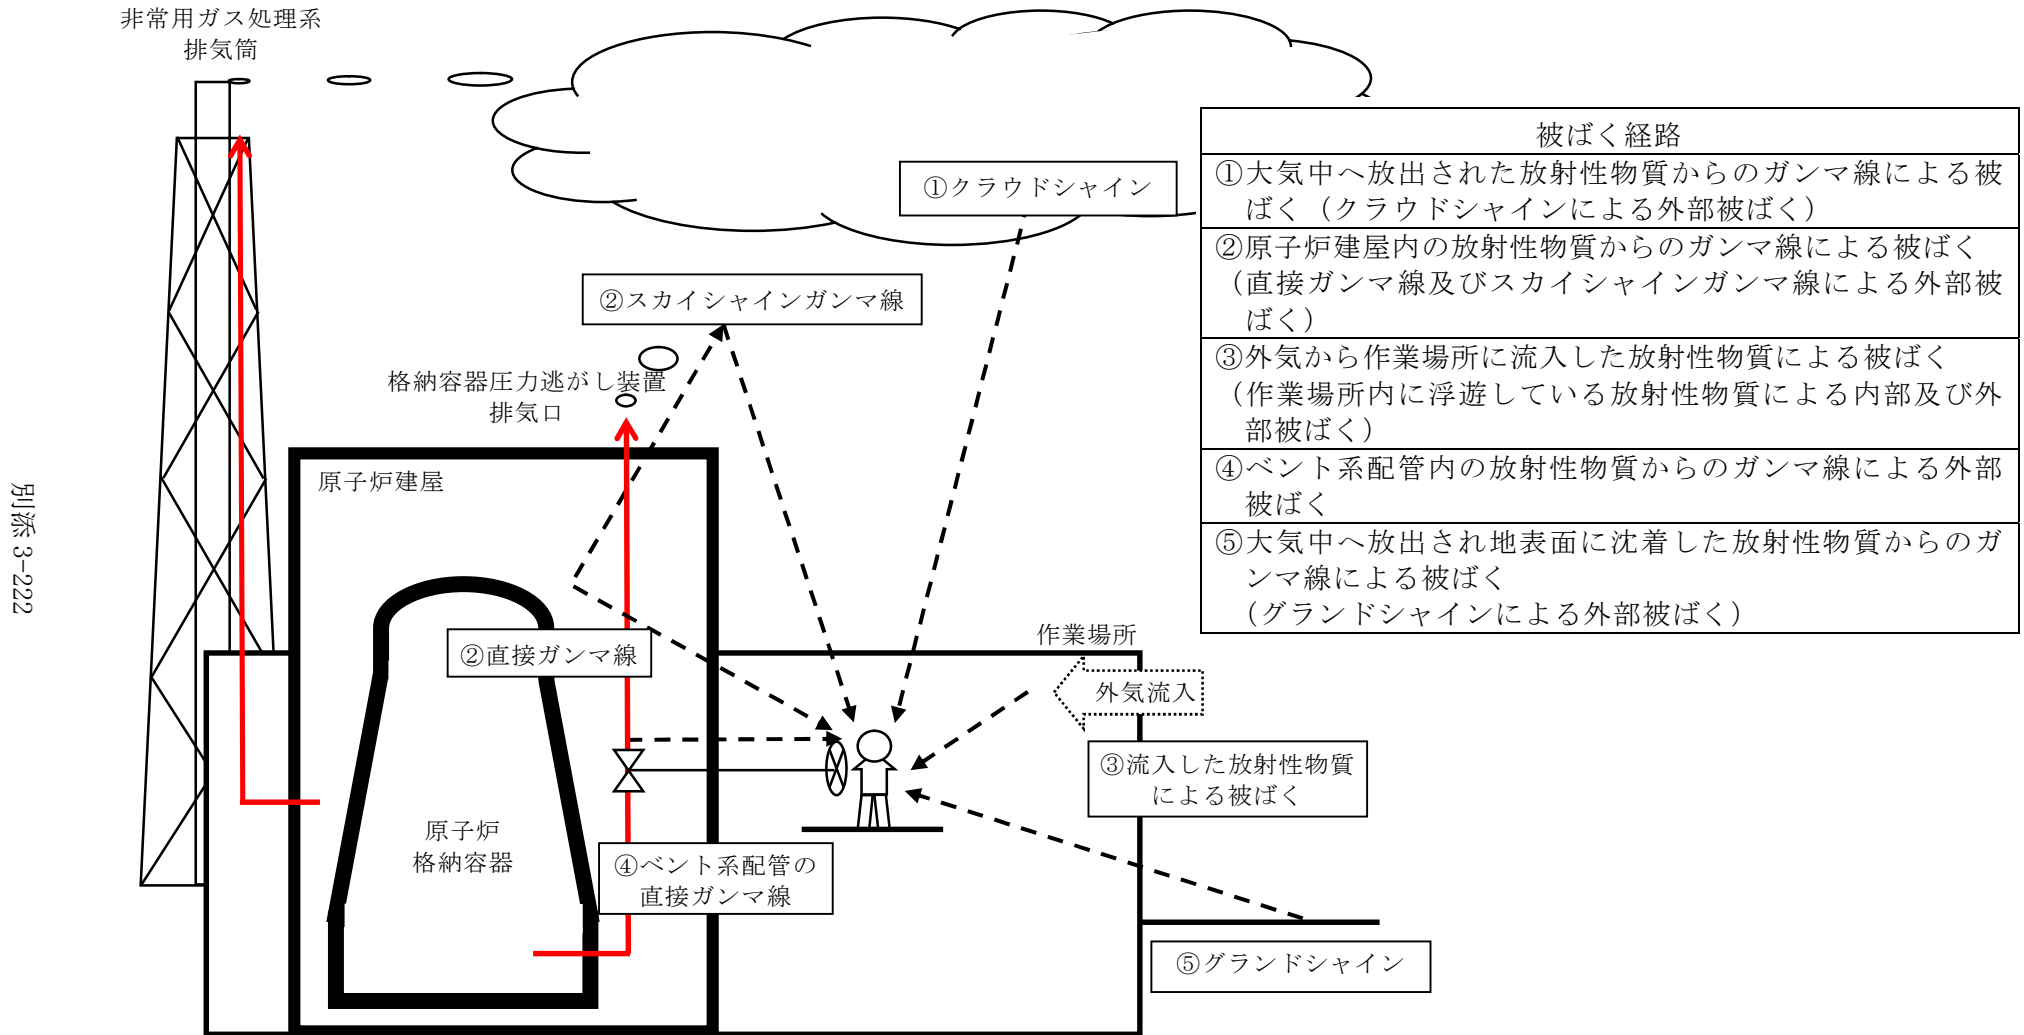 非常用ガス処理系
排気筒
①クラウドシャイン
②スカイシャインガンマ線
格納容器圧力逃がし装置
排気口
原子炉建屋
②直接ガンマ線
作業場所
外気流入
③流入した放射性物質
による被ばく
原子炉
格納容器
④ベント系配管の
直接ガンマ線
⑤グランドシャイン
被ばく経路
①大気中へ放出された放射性物質からのガンマ線による被
ばく（クラウドシャインによる外部被ばく）
②原子炉建屋内の放射性物質からのガンマ線による被ばく
（直接ガンマ線及びスカイシャインガンマ線による外部被
ばく）
③外気から作業場所に流入した放射性物質による被ばく
（作業場所内に浮遊している放射性物質による内部及び外
部被ばく）
④ベント系配管内の放射性物質からのガンマ線による外部
被ばく
⑤大気中へ放出され地表面に沈着した放射性物質からのガ
ンマ線による被ばく
（グランドシャインによる外部被ばく）
別添 3-222